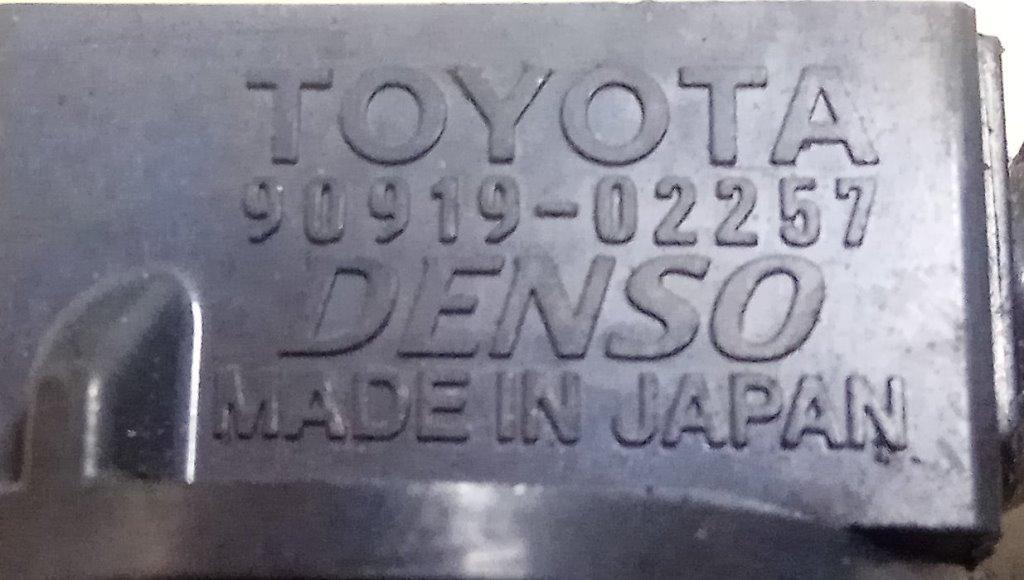 TOYOTA
90919-02257
DENSO
MADE IN JAPAN